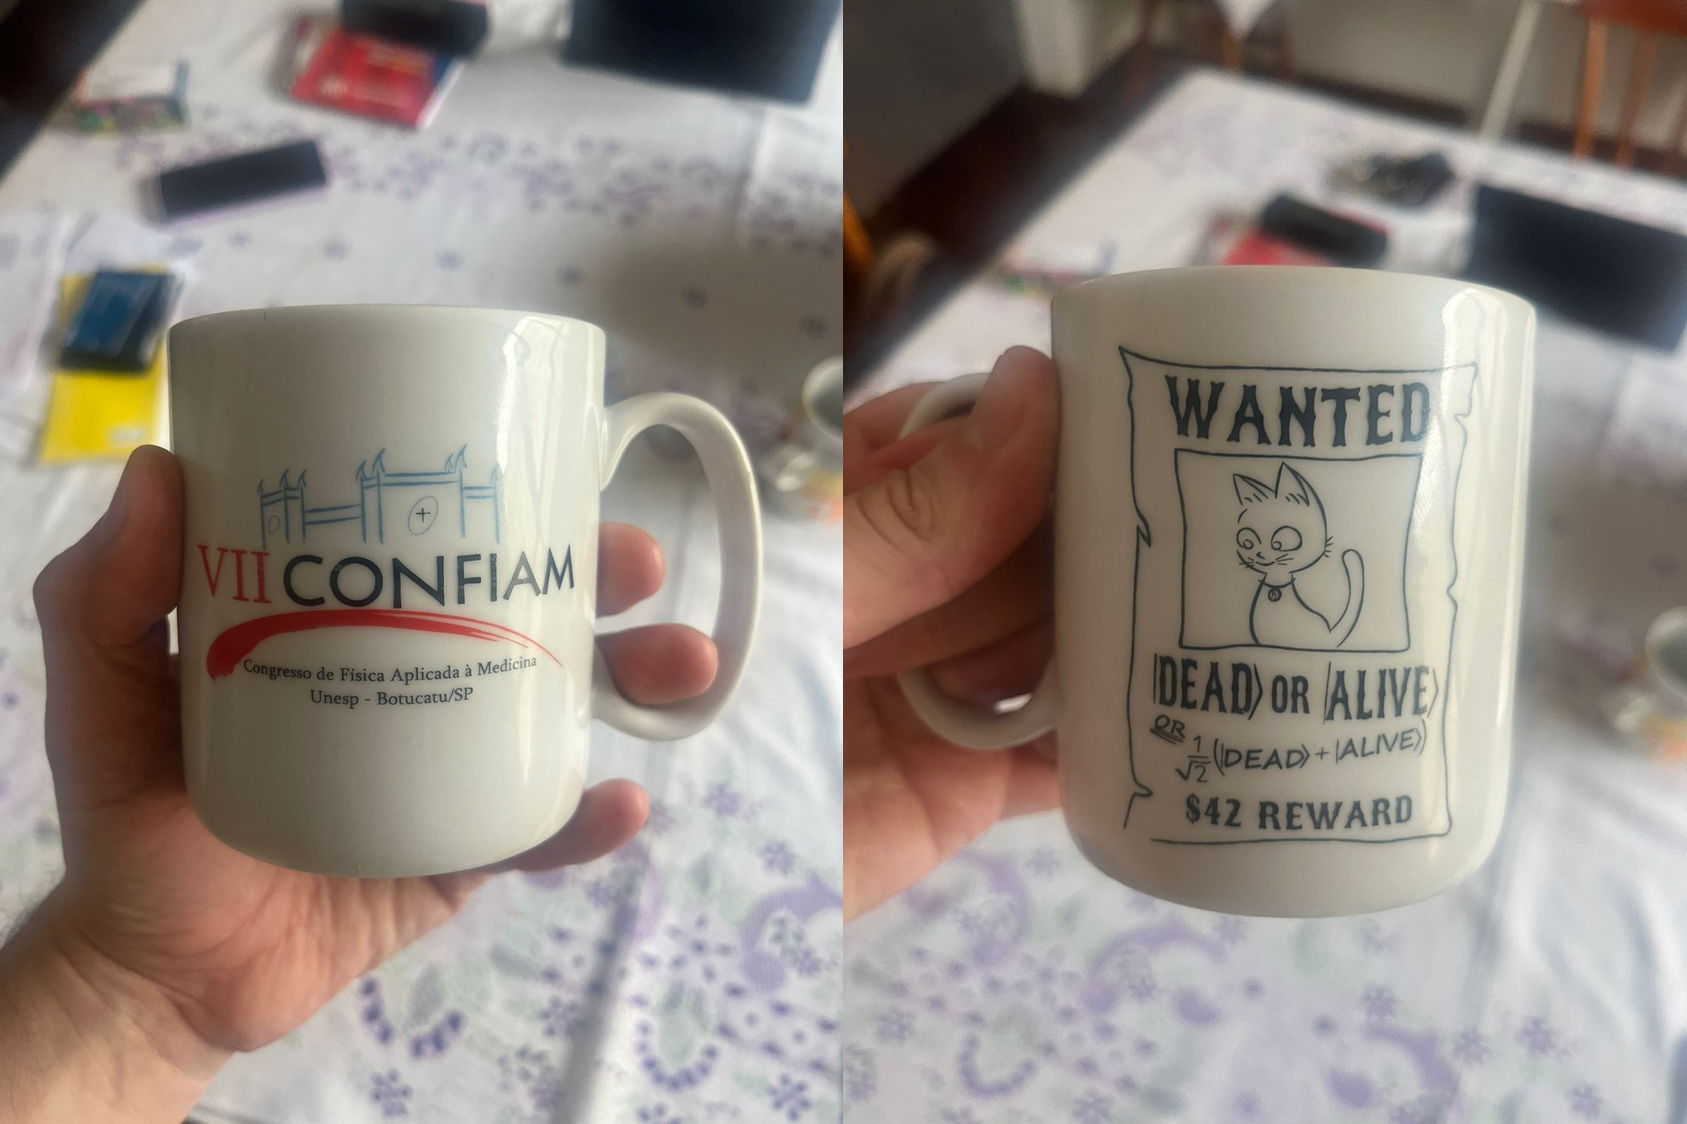 VII CONFIAM
Congresso de Física Aplicada à Medicina
Unesp - Botucatu/SP
WANTED
|DEAD⟩ OR |ALIVE⟩
OR
1/√2 (|DEAD⟩ + |ALIVE⟩)
$42 REWARD